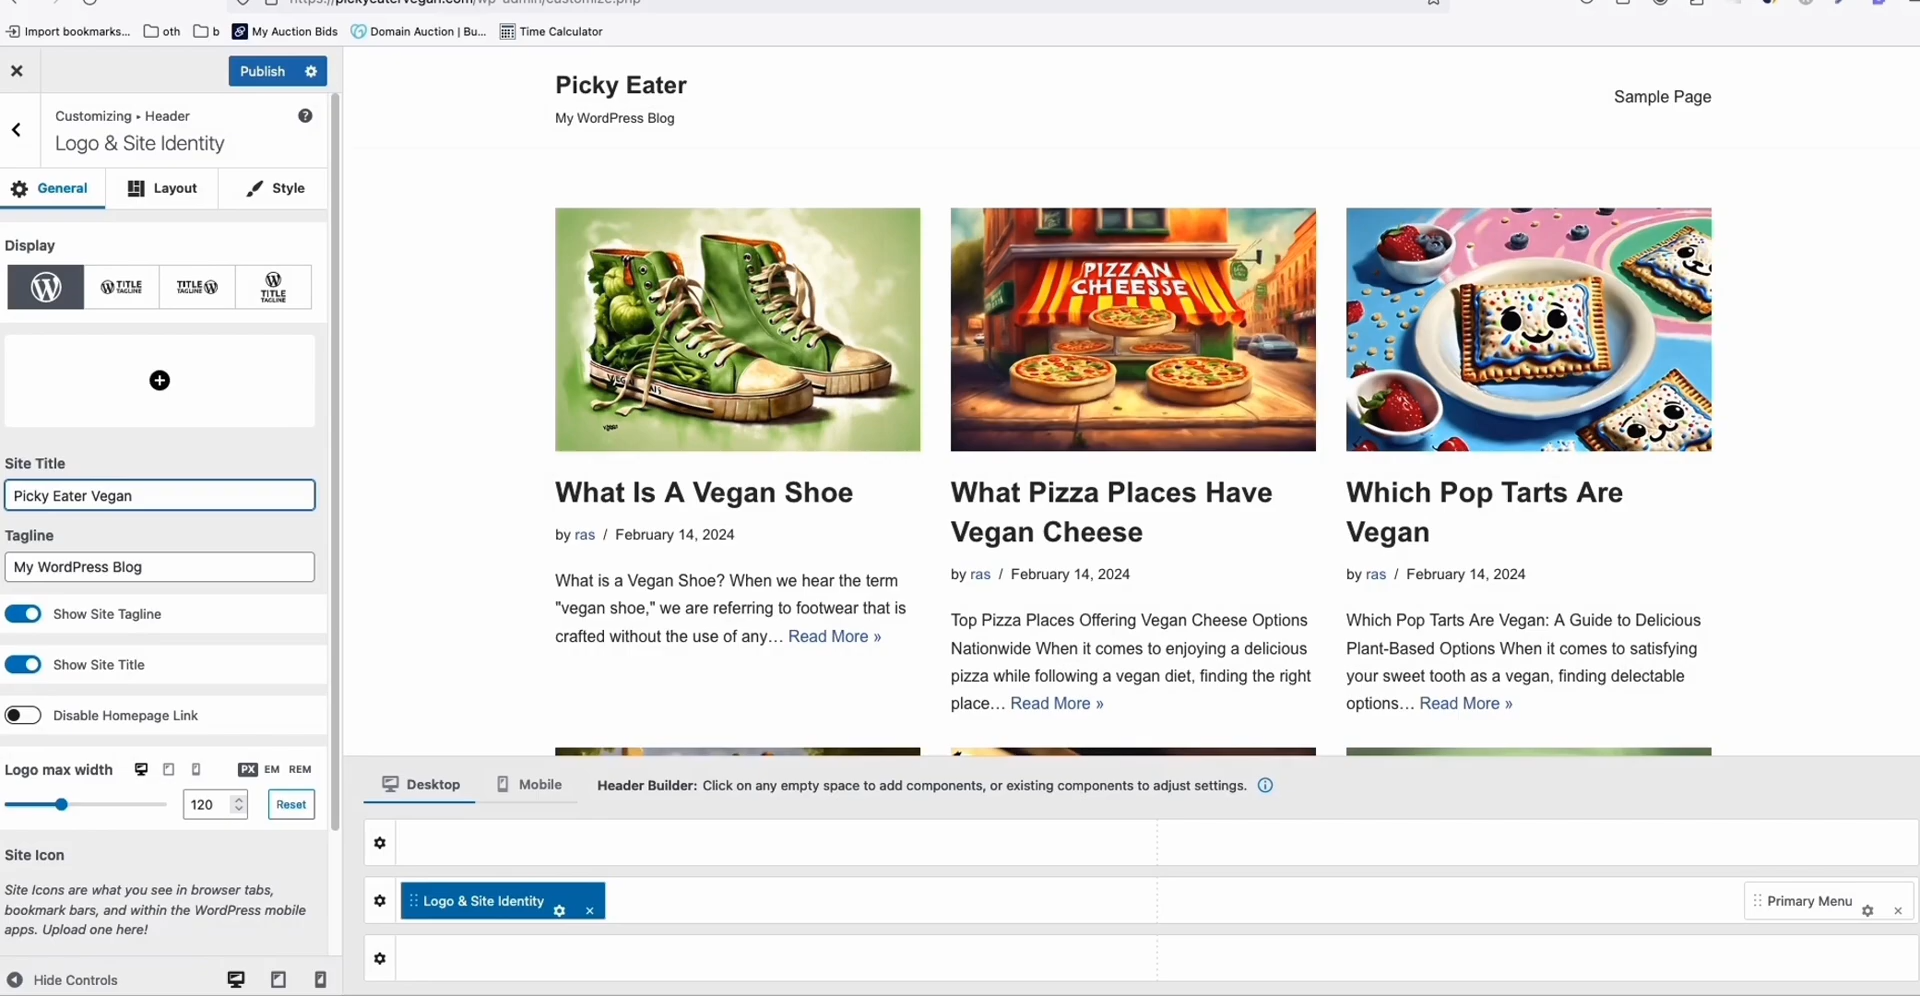 https://pickyeatervegan.com/wp-admin/customize.php
Import bookmarks...
oth
b
My Auction Bids
Domain Auction | Bu...
Time Calculator
Publish
Customizing ▸ Header
Logo & Site Identity
General
Layout
Style
Display
TITLE
TAGLINE
TITLE
TAGLINE
TITLE
TAGLINE
Site Title
Picky Eater Vegan
Tagline
My WordPress Blog
Show Site Tagline
Show Site Title
Disable Homepage Link
Logo max width
PX EM REM
120
Reset
Site Icon
Site Icons are what you see in browser tabs,
bookmark bars, and within the WordPress mobile
apps. Upload one here!
Hide Controls
Picky Eater
My WordPress Blog
Sample Page
PIZZAN
CHEESSE
What Is A Vegan Shoe
by ras / February 14, 2024
What is a Vegan Shoe? When we hear the term
"vegan shoe," we are referring to footwear that is
crafted without the use of any… Read More »
What Pizza Places Have
Vegan Cheese
by ras / February 14, 2024
Top Pizza Places Offering Vegan Cheese Options
Nationwide When it comes to enjoying a delicious
pizza while following a vegan diet, finding the right
place… Read More »
Which Pop Tarts Are
Vegan
by ras / February 14, 2024
Which Pop Tarts Are Vegan: A Guide to Delicious
Plant-Based Options When it comes to satisfying
your sweet tooth as a vegan, finding delectable
options… Read More »
Desktop
Mobile
Header Builder: Click on any empty space to add components, or existing components to adjust settings.
Logo & Site Identity
Primary Menu